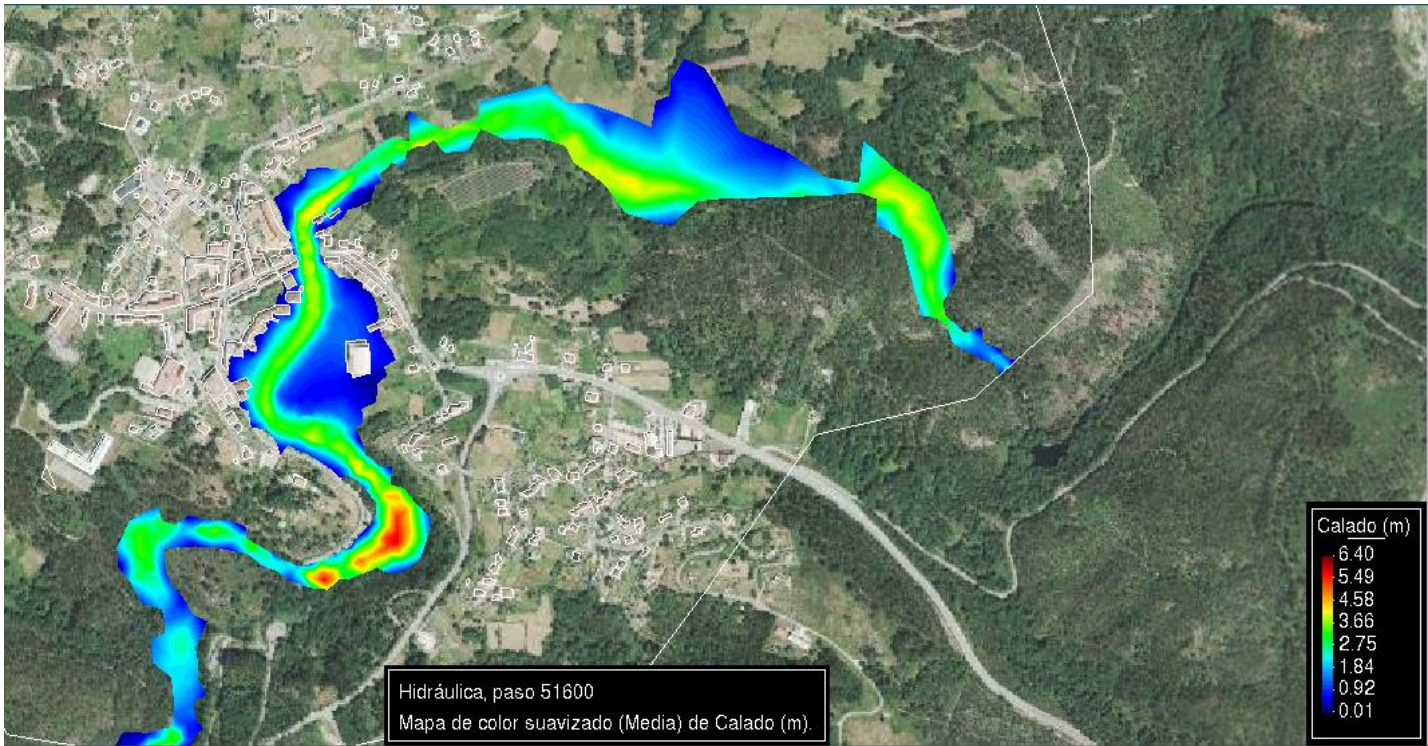 Calado (m)
6.40
5.49
4.58
3.66
2.75
1.84
0.92
0.01
Hidráulica, paso 51600
Mapa de color suavizado (Media) de Calado (m).